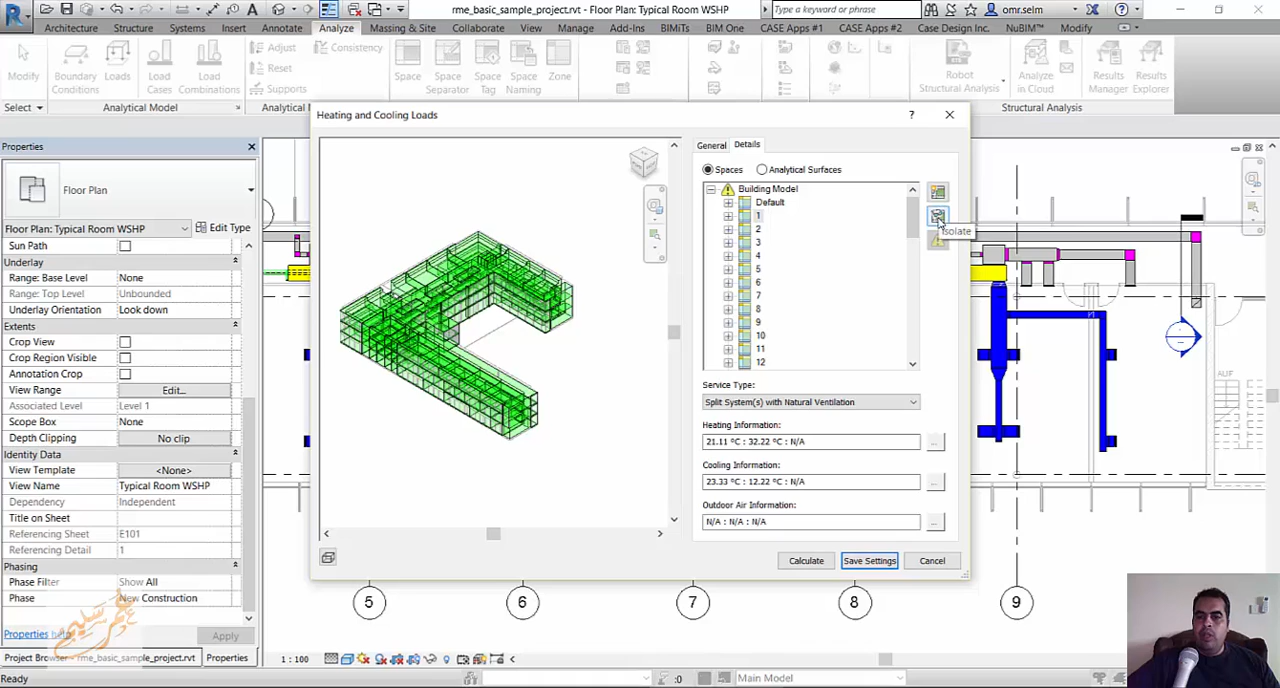 rme_basic_sample_project.rvt - Floor Plan: Typical Room WSHP
Type a keyword or phrase
omr.selm
Architecture Structure Systems Insert Annotate Analyze Massing & Site Collaborate View Manage Add-Ins BIMiTs BIM One CASE Apps #1 CASE Apps #2 Case Design Inc. NuBIM™ Modify
Modify
Boundary Conditions
Loads
Load Cases
Load Combinations
Adjust
Reset
Supports
Consistency
Space
Space Separator
Space Tag
Space Naming
Zone
Robot Structural Analysis
Analyze in Cloud
Results Manager
Results Explorer
Select
Analytical Model
Structural Analysis
Properties
Floor Plan
Floor Plan: Typical Room WSHP
Edit Type
Sun Path
Underlay
Range: Base Level None
Range: Top Level Unbounded
Underlay Orientation Look down
Extents
Crop View
Crop Region Visible
Annotation Crop
View Range Edit...
Associated Level Level 1
Scope Box None
Depth Clipping No clip
Identity Data
View Template <None>
View Name Typical Room WSHP
Dependency Independent
Title on Sheet
Referencing Sheet E101
Referencing Detail 1
Phasing
Phase Filter Show All
Phase New Construction
Properties help
Apply
عمر سليم
Project Browser - rme_basic_sample_project.rvt
Properties
Ready
Heating and Cooling Loads
General
Details
Spaces
Analytical Surfaces
Building Model
Default
1
2
3
4
5
6
7
8
9
10
11
12
Isolate
Service Type:
Split System(s) with Natural Ventilation
Heating Information:
21.11 °C : 32.22 °C : N/A
...
Cooling Information:
23.33 °C : 12.22 °C : N/A
...
Outdoor Air Information:
N/A : N/A : N/A
...
Calculate
Save Settings
Cancel
5
6
7
8
9
1 : 100
:0
Main Model